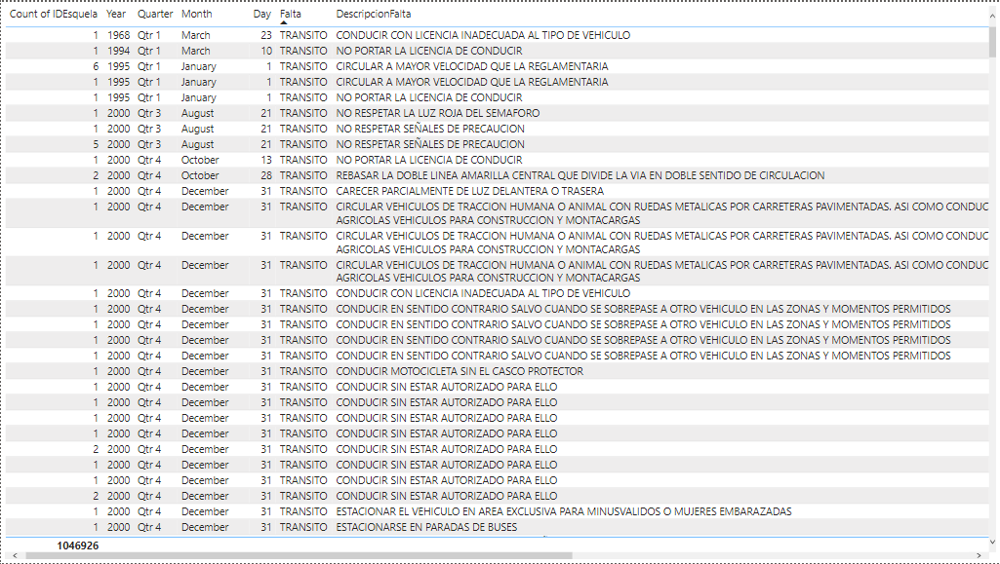 Count of IDEsquela Year Quarter Month Day Falta DescripcionFalta
1 1968 Qtr 1 March 23 TRANSITO CONDUCIR CON LICENCIA INADECUADA AL TIPO DE VEHICULO
1 1994 Qtr 1 March 10 TRANSITO NO PORTAR LA LICENCIA DE CONDUCIR
6 1995 Qtr 1 January 1 TRANSITO CIRCULAR A MAYOR VELOCIDAD QUE LA REGLAMENTARIA
1 1995 Qtr 1 January 1 TRANSITO CIRCULAR A MAYOR VELOCIDAD QUE LA REGLAMENTARIA
1 1995 Qtr 1 January 1 TRANSITO NO PORTAR LA LICENCIA DE CONDUCIR
1 2000 Qtr 3 August 21 TRANSITO NO RESPETAR LA LUZ ROJA DEL SEMAFORO
1 2000 Qtr 3 August 21 TRANSITO NO RESPETAR SEÑALES DE PRECAUCION
5 2000 Qtr 3 August 21 TRANSITO NO RESPETAR SEÑALES DE PRECAUCION
1 2000 Qtr 4 October 13 TRANSITO NO PORTAR LA LICENCIA DE CONDUCIR
2 2000 Qtr 4 October 28 TRANSITO REBASAR LA DOBLE LINEA AMARILLA CENTRAL QUE DIVIDE LA VIA EN DOBLE SENTIDO DE CIRCULACION
1 2000 Qtr 4 December 31 TRANSITO CARECER PARCIALMENTE DE LUZ DELANTERA O TRASERA
1 2000 Qtr 4 December 31 TRANSITO CIRCULAR VEHICULOS DE TRACCION HUMANA O ANIMAL CON RUEDAS METALICAS POR CARRETERAS PAVIMENTADAS. ASI COMO CONDUC
AGRICOLAS VEHICULOS PARA CONSTRUCCION Y MONTACARGAS
1 2000 Qtr 4 December 31 TRANSITO CIRCULAR VEHICULOS DE TRACCION HUMANA O ANIMAL CON RUEDAS METALICAS POR CARRETERAS PAVIMENTADAS. ASI COMO CONDUC
AGRICOLAS VEHICULOS PARA CONSTRUCCION Y MONTACARGAS
1 2000 Qtr 4 December 31 TRANSITO CIRCULAR VEHICULOS DE TRACCION HUMANA O ANIMAL CON RUEDAS METALICAS POR CARRETERAS PAVIMENTADAS. ASI COMO CONDUC
AGRICOLAS VEHICULOS PARA CONSTRUCCION Y MONTACARGAS
1 2000 Qtr 4 December 31 TRANSITO CONDUCIR CON LICENCIA INADECUADA AL TIPO DE VEHICULO
1 2000 Qtr 4 December 31 TRANSITO CONDUCIR EN SENTIDO CONTRARIO SALVO CUANDO SE SOBREPASE A OTRO VEHICULO EN LAS ZONAS Y MOMENTOS PERMITIDOS
1 2000 Qtr 4 December 31 TRANSITO CONDUCIR EN SENTIDO CONTRARIO SALVO CUANDO SE SOBREPASE A OTRO VEHICULO EN LAS ZONAS Y MOMENTOS PERMITIDOS
1 2000 Qtr 4 December 31 TRANSITO CONDUCIR EN SENTIDO CONTRARIO SALVO CUANDO SE SOBREPASE A OTRO VEHICULO EN LAS ZONAS Y MOMENTOS PERMITIDOS
1 2000 Qtr 4 December 31 TRANSITO CONDUCIR EN SENTIDO CONTRARIO SALVO CUANDO SE SOBREPASE A OTRO VEHICULO EN LAS ZONAS Y MOMENTOS PERMITIDOS
1 2000 Qtr 4 December 31 TRANSITO CONDUCIR MOTOCICLETA SIN EL CASCO PROTECTOR
1 2000 Qtr 4 December 31 TRANSITO CONDUCIR SIN ESTAR AUTORIZADO PARA ELLO
1 2000 Qtr 4 December 31 TRANSITO CONDUCIR SIN ESTAR AUTORIZADO PARA ELLO
1 2000 Qtr 4 December 31 TRANSITO CONDUCIR SIN ESTAR AUTORIZADO PARA ELLO
1 2000 Qtr 4 December 31 TRANSITO CONDUCIR SIN ESTAR AUTORIZADO PARA ELLO
2 2000 Qtr 4 December 31 TRANSITO CONDUCIR SIN ESTAR AUTORIZADO PARA ELLO
1 2000 Qtr 4 December 31 TRANSITO CONDUCIR SIN ESTAR AUTORIZADO PARA ELLO
1 2000 Qtr 4 December 31 TRANSITO CONDUCIR SIN ESTAR AUTORIZADO PARA ELLO
2 2000 Qtr 4 December 31 TRANSITO CONDUCIR SIN ESTAR AUTORIZADO PARA ELLO
1 2000 Qtr 4 December 31 TRANSITO ESTACIONAR EL VEHICULO EN AREA EXCLUSIVA PARA MINUSVALIDOS O MUJERES EMBARAZADAS
1 2000 Qtr 4 December 31 TRANSITO ESTACIONARSE EN PARADAS DE BUSES
1046926